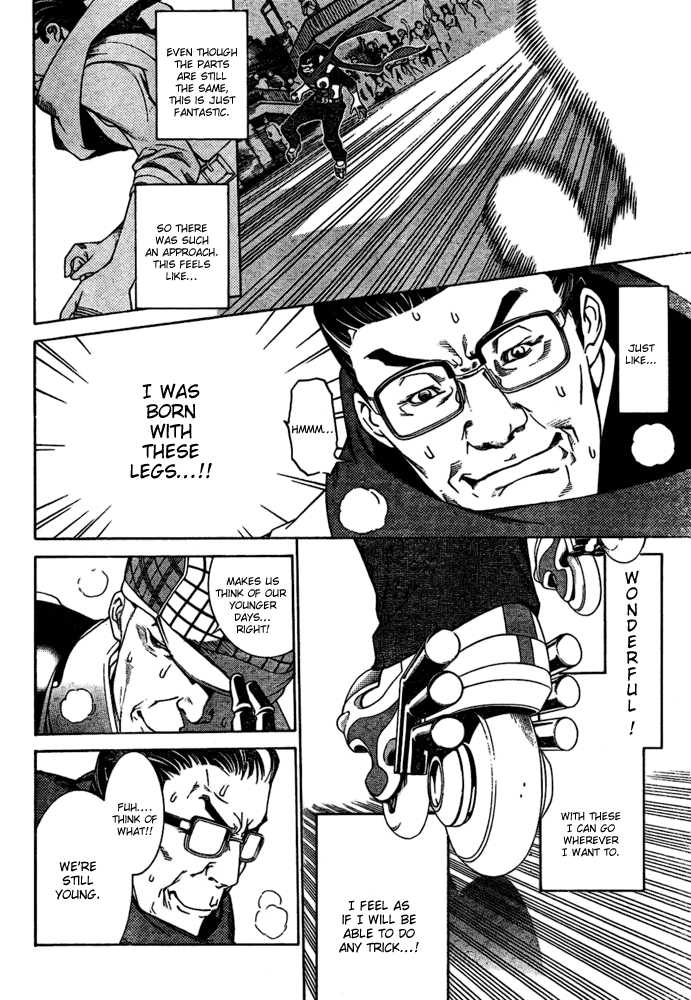 EVEN THOUGH
THE PARTS
ARE STILL
THE SAME,
THIS IS JUST
FANTASTIC.
SO THERE
WAS SUCH
AN APPROACH.
THIS FEELS
LIKE...
JUST
LIKE...
HMMM...
I WAS
BORN
WITH
THESE
LEGS...!!
WONDERFUL!
MAKES US
THINK OF OUR
YOUNGER
DAYS...
RIGHT!
FUH....
THINK OF
WHAT!!
WE'RE
STILL
YOUNG.
WITH THESE
I CAN GO
WHEREVER
I WANT TO.
I FEEL AS
IF I WILL BE
ABLE TO DO
ANY TRICK...!